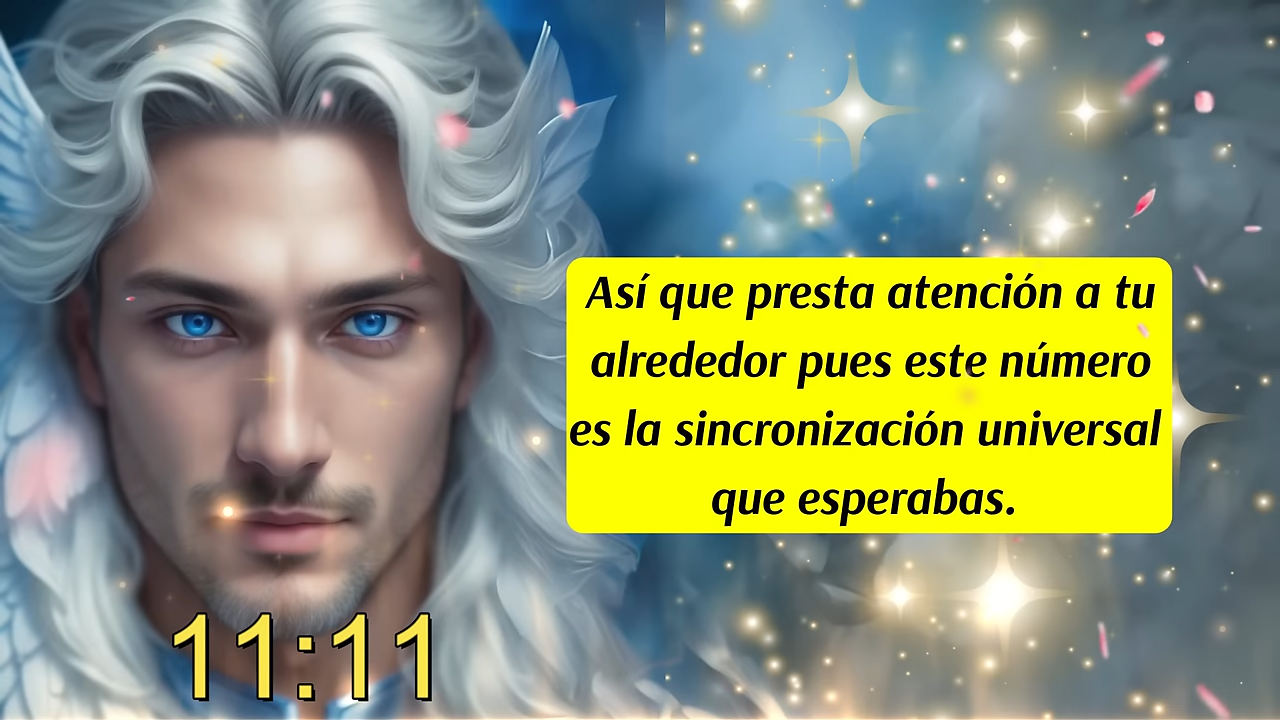 Así que presta atención a tu
alrededor pues este número
es la sincronización universal
que esperabas.
11:11